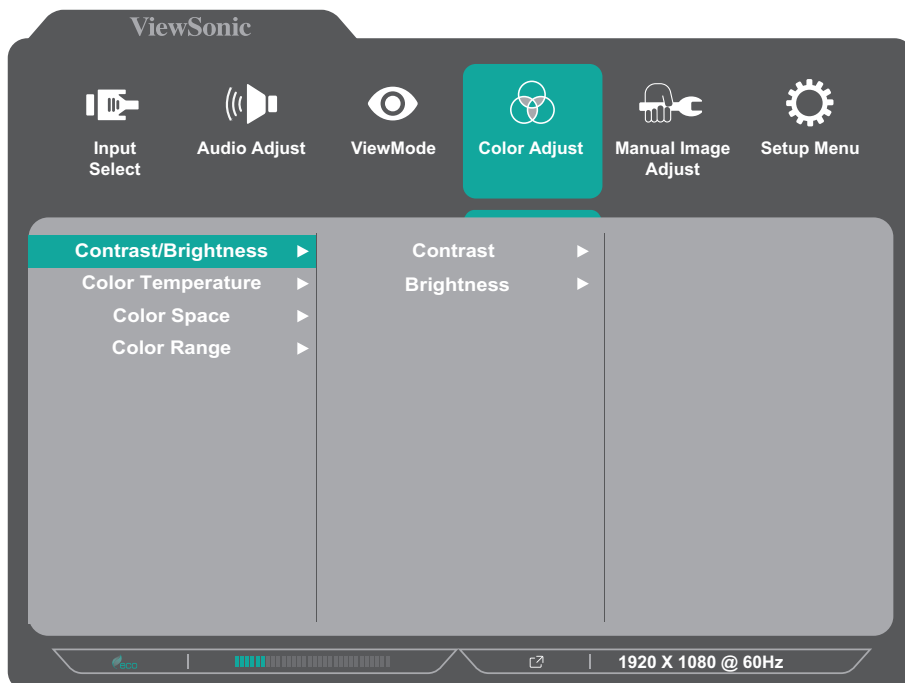 ViewSonic
Input Select
Audio Adjust
ViewMode
Color Adjust
Manual Image Adjust
Setup Menu
Contrast/Brightness
Contrast
Color Temperature
Brightness
Color Space
Color Range
eco
1920 X 1080 @ 60Hz